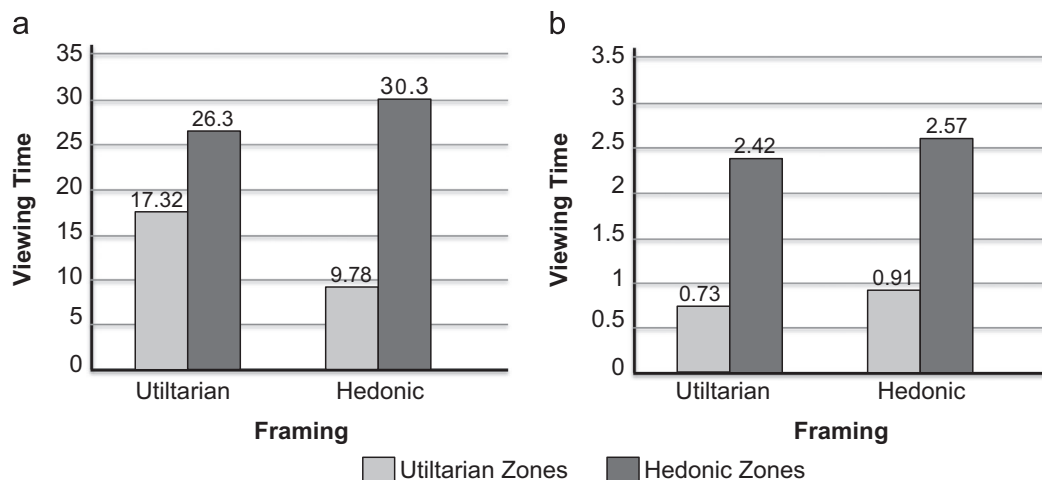 a
35
30
25
20
15
10
5
0
Viewing Time
17.32
26.3
9.78
30.3
Utiltarian
Hedonic
Framing
b
3.5
3
2.5
2
1.5
1
0.5
0
Viewing Time
0.73
2.42
0.91
2.57
Utiltarian
Hedonic
Framing
Utiltarian Zones
Hedonic Zones